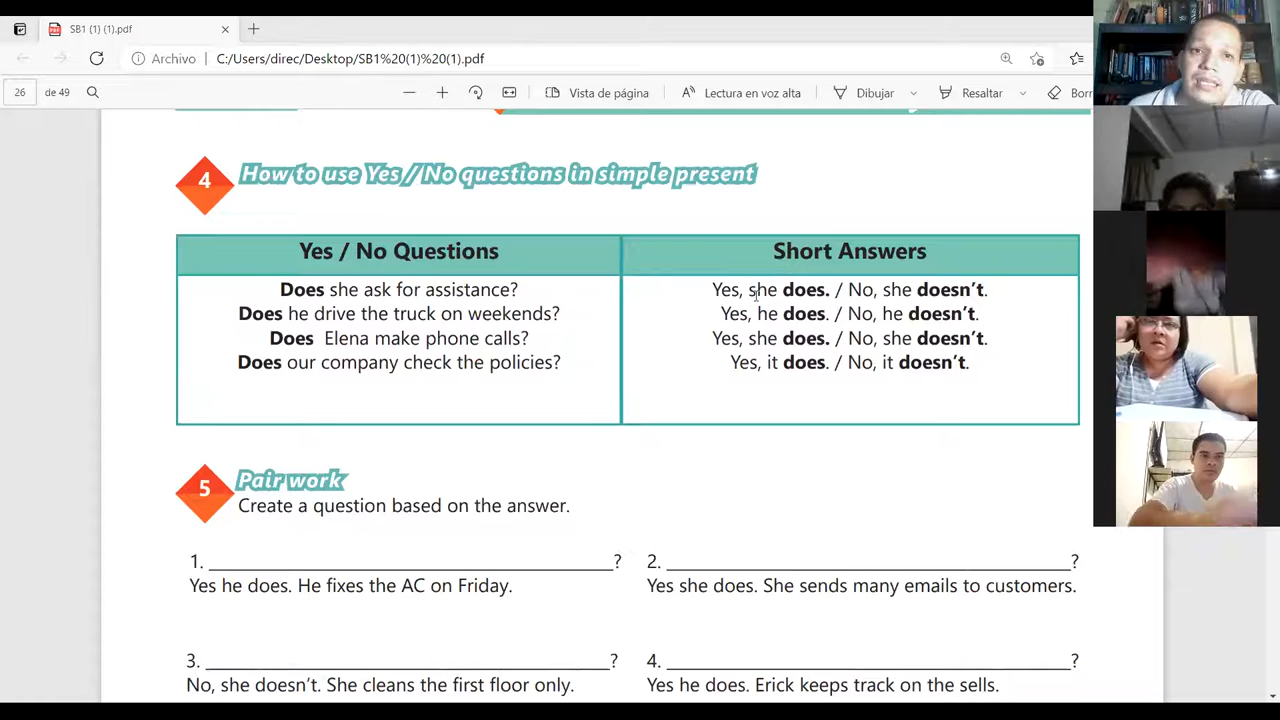 SB1 (1) (1).pdf
Archivo
C:/Users/direc/Desktop/SB1%20(1)%20(1).pdf
26 de 49
Vista de página
Lectura en voz alta
Dibujar
Resaltar
Borr
4 How to use Yes / No questions in simple present
Yes / No Questions
Does she ask for assistance?
Does he drive the truck on weekends?
Does Elena make phone calls?
Does our company check the policies?
Short Answers
Yes, she does. / No, she doesn't.
Yes, he does. / No, he doesn't.
Yes, she does. / No, she doesn't.
Yes, it does. / No, it doesn't.
5 Pair work
Create a question based on the answer.
1. ?
Yes he does. He fixes the AC on Friday.
2. ?
Yes she does. She sends many emails to customers.
3. ?
No, she doesn't. She cleans the first floor only.
4. ?
Yes he does. Erick keeps track on the sells.